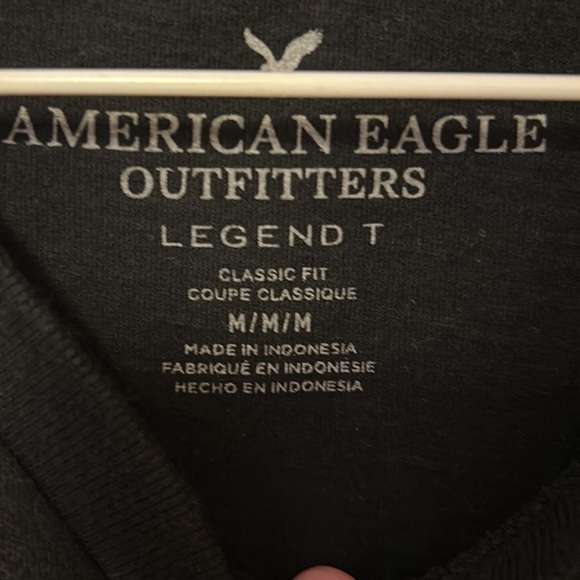 AMERICAN EAGLE
OUTFITTERS
LEGEND T
CLASSIC FIT
COUPE CLASSIQUE
M/M/M
MADE IN INDONESIA
FABRIQUÉ EN INDONESIE
HECHO EN INDONESIA